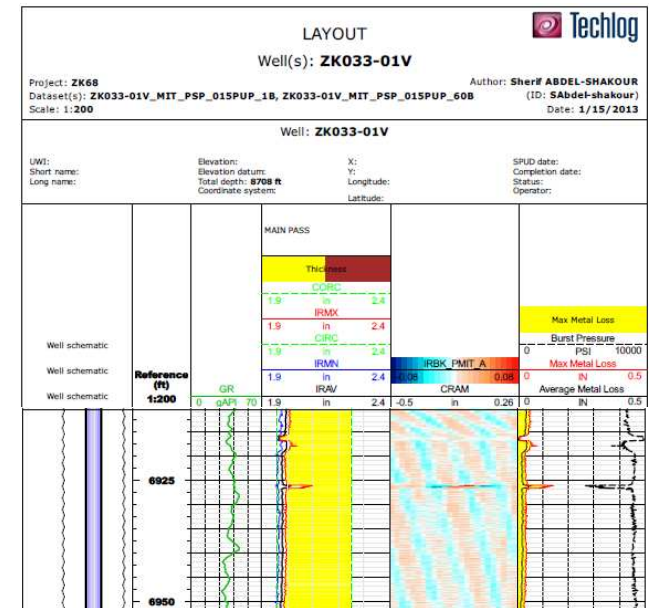 LAYOUT
Techlog
Well(s): ZK033-01V
Project: ZK68
Author: Sherif ABDEL-SHAKOUR
Dataset(s): ZK033-01V_MIT_PSP_015PUP_1B, ZK033-01V_MIT_PSP_015PUP_60B
(ID: SAbdel-shakour)
Scale: 1:200
Date: 1/15/2013
Well: ZK033-01V
UWI:
Short name:
Long name:
Elevation:
Elevation datum:
Total depth: 8708 ft
Coordinate system:
X:
Y:
Longitude:
Latitude:
SPUD date:
Completion date:
Status:
Operator:
Well schematic
Well schematic
Well schematic
Reference
(ft)
1:200
GR
0 gAPI 70
MAIN PASS
Thickness
CORC
1.9 in 2.4
IRMX
1.9 in 2.4
CIRC
1.9 in 2.4
IRMN
1.9 in 2.4
IRAV
1.9 in 2.4
IRBK_PMIT_A
-0.08 in 0.08
CRAM
-0.5 in 0.26
Max Metal Loss
Burst Pressure
0 PSI 10000
Max Metal Loss
0 IN 0.5
Average Metal Loss
0 IN 0.5
6925
6950